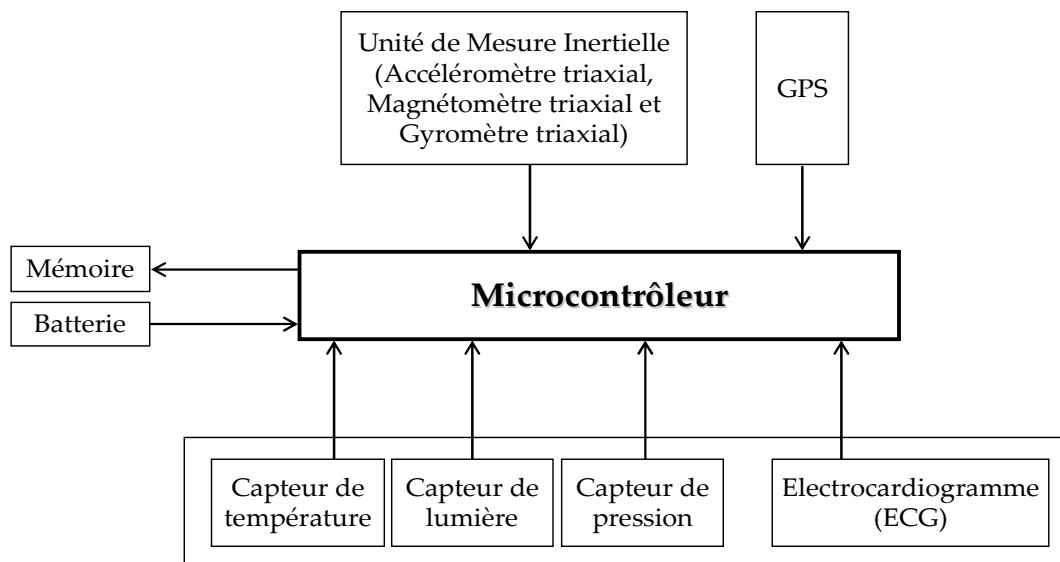 Unité de Mesure Inertielle
(Accéléromètre triaxial,
Magnétomètre triaxial et
Gyromètre triaxial)
GPS
Mémoire
Batterie
Microcontrôleur
Capteur de
température
Capteur de
lumière
Capteur de
pression
Electrocardiogramme
(ECG)